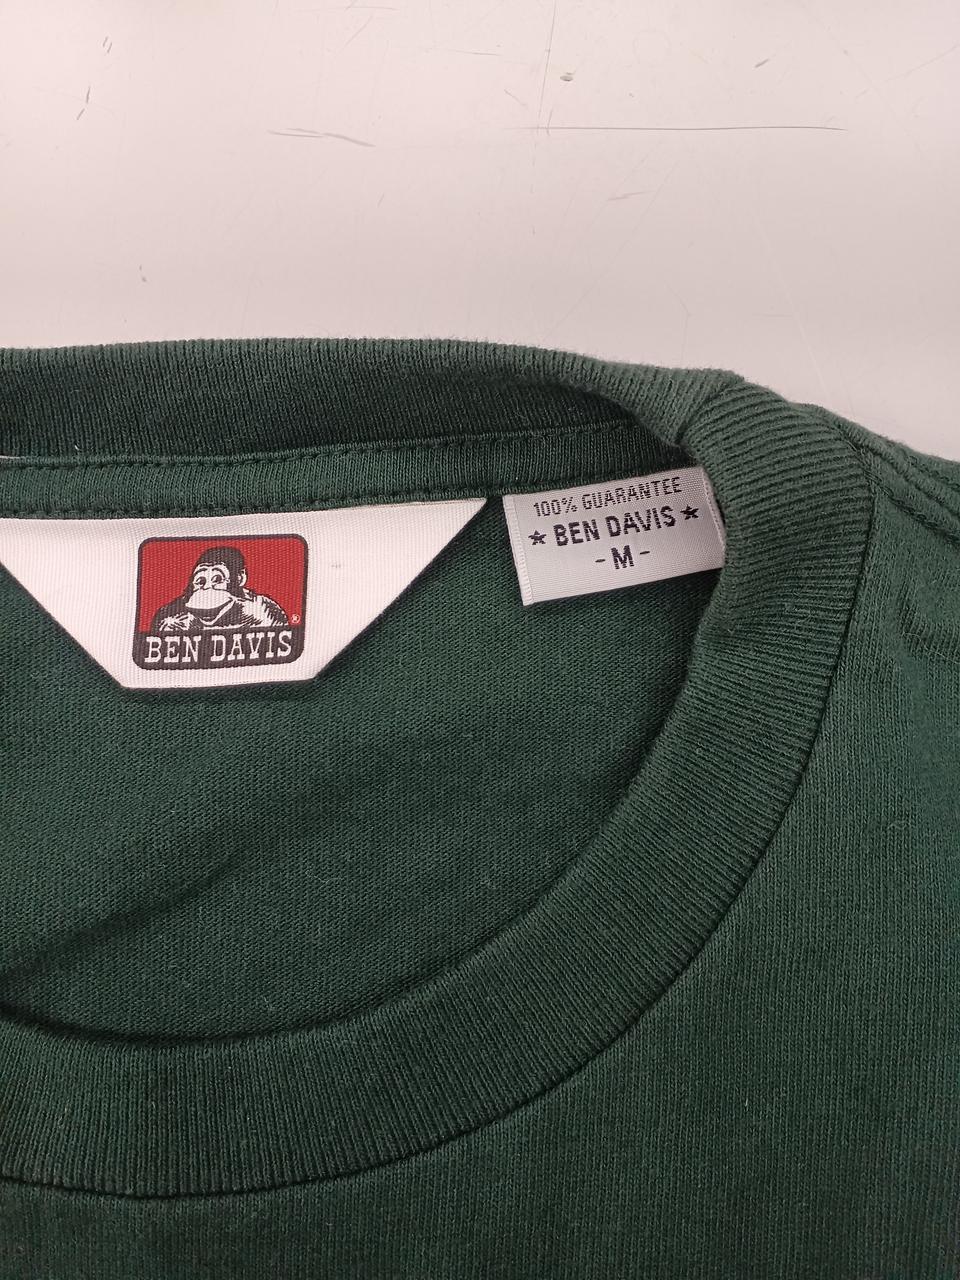 BEN DAVIS
®
100% GUARANTEE
★ BEN DAVIS ★
- M -